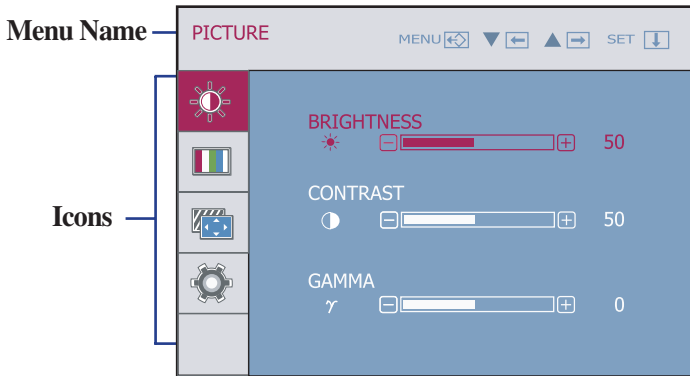 Menu Name
PICTURE MENU SET
BRIGHTNESS
50
CONTRAST
50
Icons
GAMMA
γ 0